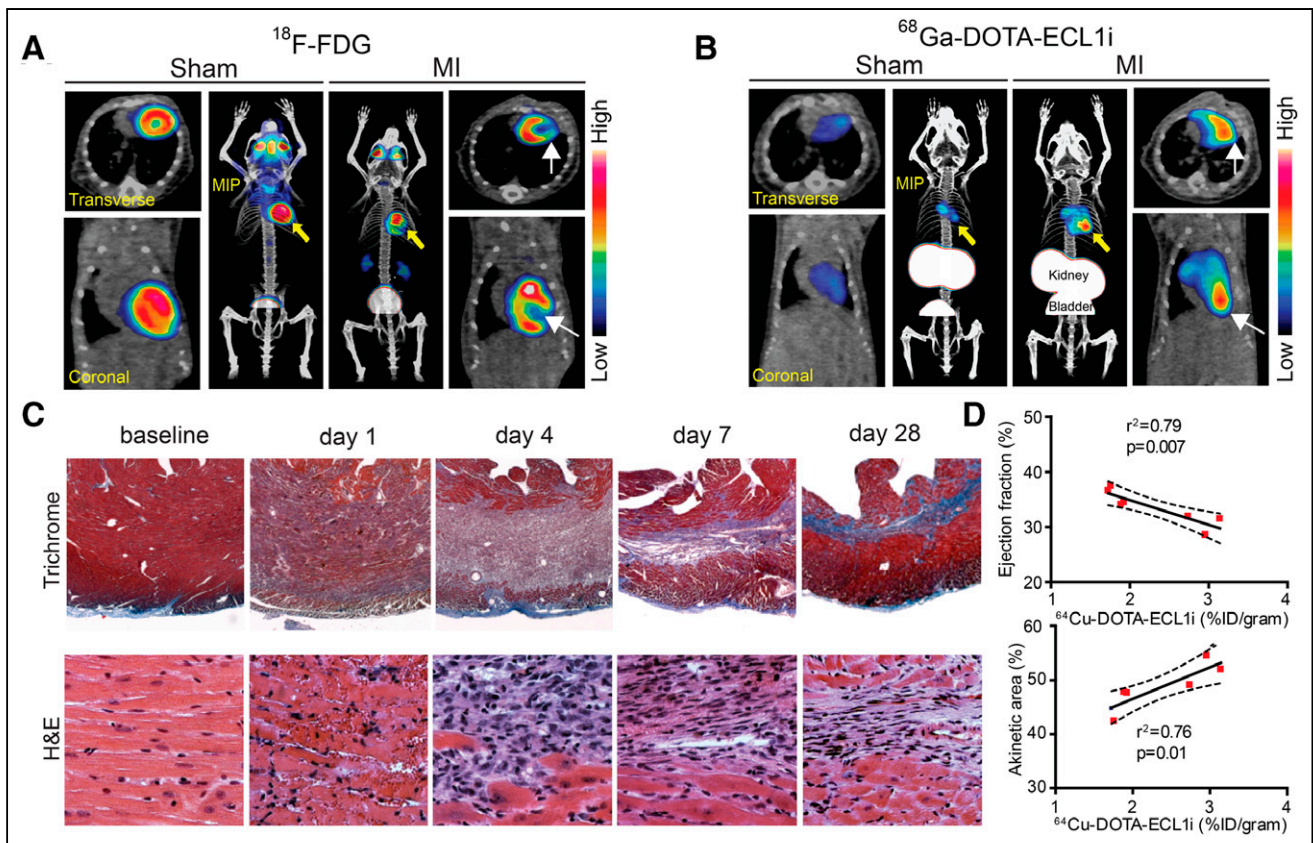 A
18F-FDG
Sham
MI
Transverse
MIP
Coronal
High
Low
B
68Ga-DOTA-ECL1i
Sham
MI
Transverse
MIP
Coronal
Kidney
Bladder
High
Low
C
baseline
day 1
day 4
day 7
day 28
Trichrome
H&E
D
Ejection fraction (%)
50
40
30
20
r2=0.79
p=0.007
1
2
3
4
64Cu-DOTA-ECL1i (%ID/gram)
Akinetic area (%)
60
50
40
30
r2=0.76
p=0.01
1
2
3
4
64Cu-DOTA-ECL1i (%ID/gram)